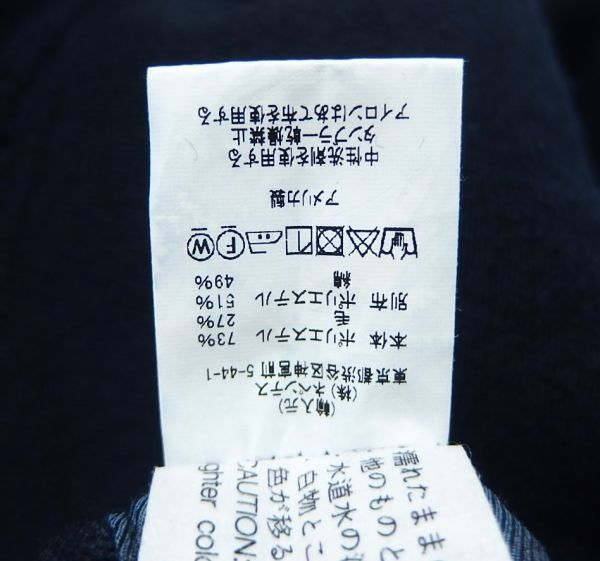 (輸入元)
(株)ネペンテス
東京都渋谷区神宮前 5-44-1
本体 ポリエステル 73%
毛 27%
別布 ポリエステル 51%
綿 49%
F W
アメリカ製
中性洗剤を使用する
タンブラー乾燥禁止
アイロンはあて布を使用する
濡れたまま
他のものと
水道水の
白物とこ
色が移る
CAUTION:
ghter col